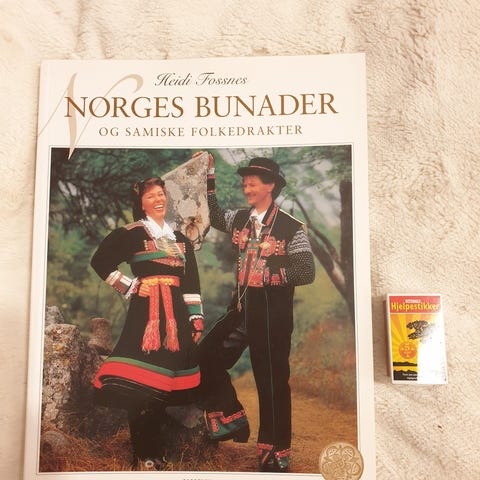 Heidi Fossnes
NORGES BUNADER
OG SAMISKE FOLKEDRAKTER
Hjelpestikker